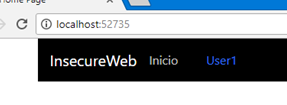 Home Page
localhost:52735
InsecureWeb Inicio User1